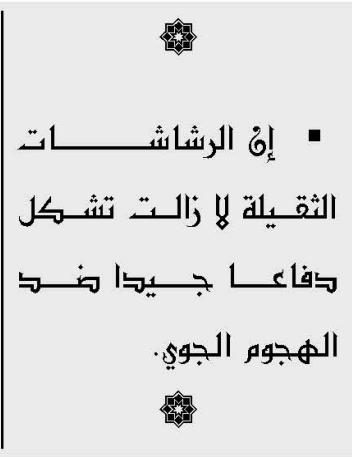 ▪ إن الرشاشات
الثقيلة لا زالت تشكل
دفاعا جيدا ضد
الهجوم الجوي.